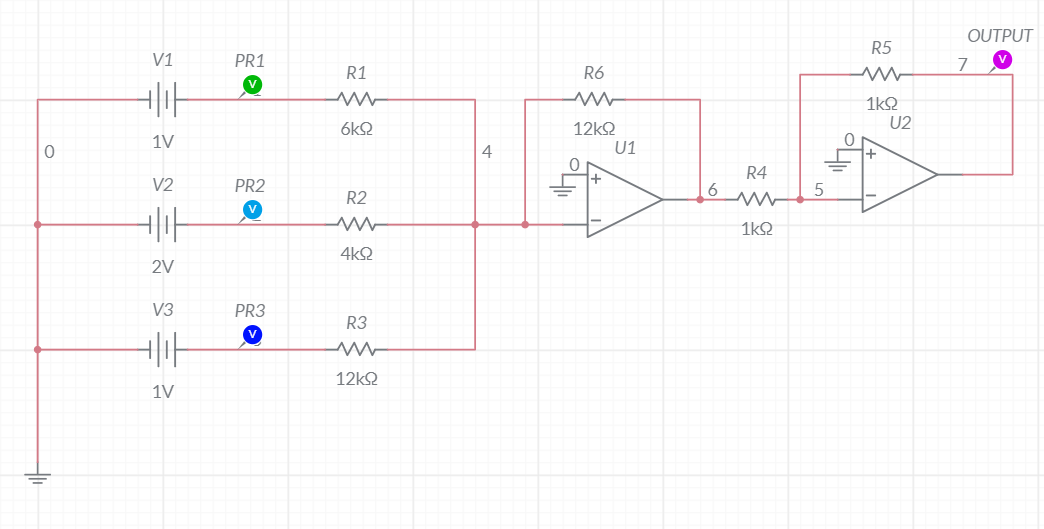 V1
PR1
V
R1
1V
6kΩ
0
4
V2
PR2
V
R2
2V
4kΩ
V3
PR3
V
R3
1V
12kΩ
R6
12kΩ
U1
0
+
−
6
R4
1kΩ
5
R5
1kΩ
U2
0
+
−
7
OUTPUT
V